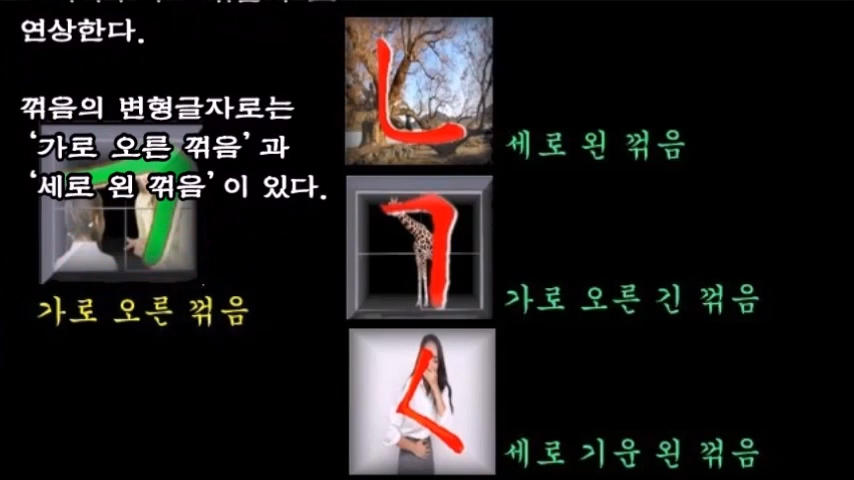 연상한다.
꺾음의 변형글자로는
‘가로 오른 꺾음’ 과
‘세로 왼 꺾음’ 이 있다.
가로 오른 꺾음
세로 왼 꺾음
가로 오른 긴 꺾음
세로 기운 왼 꺾음